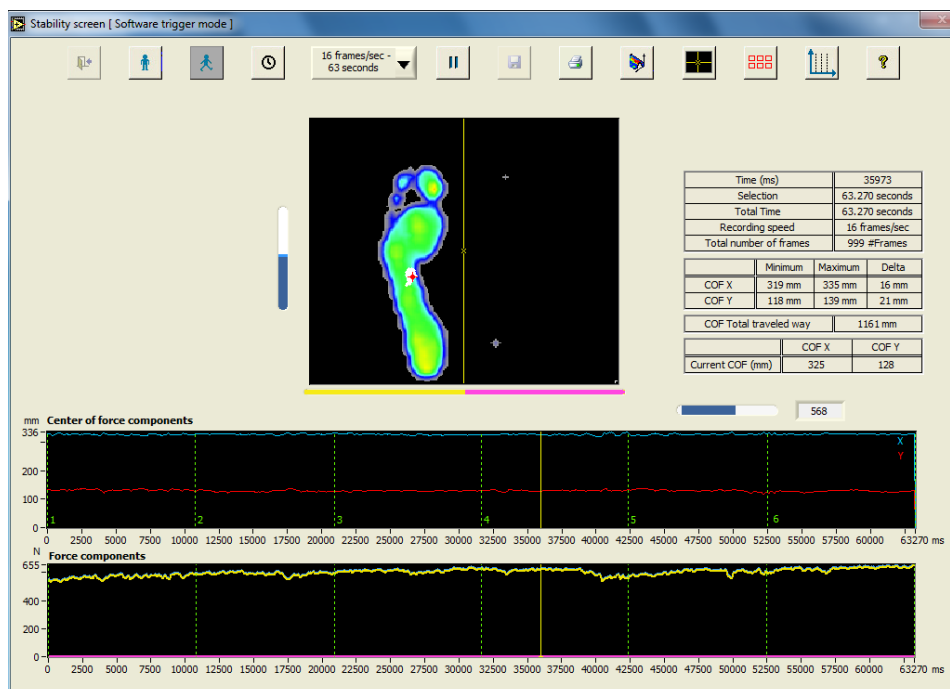 Stability screen [ Software trigger mode ]
16 frames/sec -
63 seconds
?
Time (ms) 35973
Selection 63.270 seconds
Total Time 63.270 seconds
Recording speed 16 frames/sec
Total number of frames 999 #Frames
Minimum Maximum Delta
COF X 319 mm 335 mm 16 mm
COF Y 118 mm 139 mm 21 mm
COF Total traveled way 1161 mm
COF X COF Y
Current COF (mm) 325 128
568
mm Center of force components
336
X
Y
200
100
0
1 2 3 4 5 6
0 2500 5000 7500 10000 12500 15000 17500 20000 22500 25000 27500 30000 32500 35000 37500 40000 42500 45000 47500 50000 52500 55000 57500 60000 63270 ms
N Force components
655
400
200
0
0 2500 5000 7500 10000 12500 15000 17500 20000 22500 25000 27500 30000 32500 35000 37500 40000 42500 45000 47500 50000 52500 55000 57500 60000 63270 ms